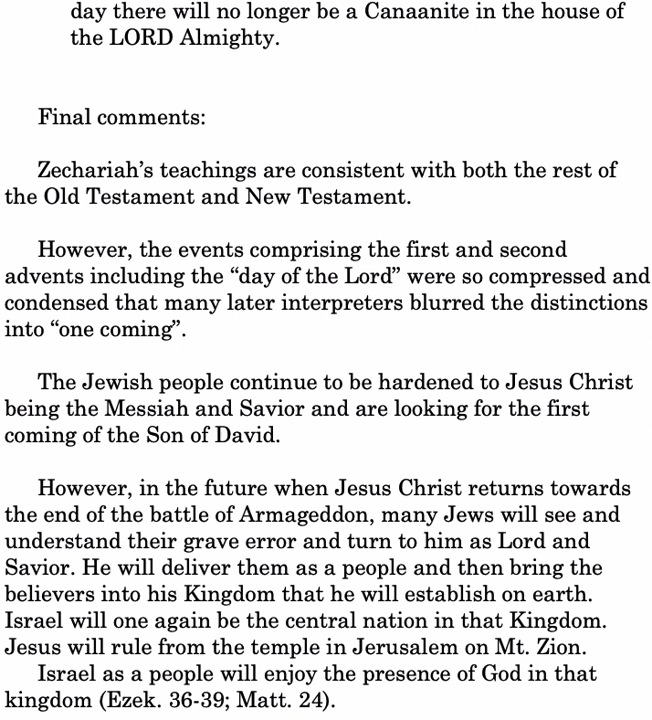 day there will no longer be a Canaanite in the house of
the LORD Almighty.
Final comments:
Zechariah’s teachings are consistent with both the rest of
the Old Testament and New Testament.
However, the events comprising the first and second
advents including the “day of the Lord” were so compressed and
condensed that many later interpreters blurred the distinctions
into “one coming”.
The Jewish people continue to be hardened to Jesus Christ
being the Messiah and Savior and are looking for the first
coming of the Son of David.
However, in the future when Jesus Christ returns towards
the end of the battle of Armageddon, many Jews will see and
understand their grave error and turn to him as Lord and
Savior. He will deliver them as a people and then bring the
believers into his Kingdom that he will establish on earth.
Israel will one again be the central nation in that Kingdom.
Jesus will rule from the temple in Jerusalem on Mt. Zion.
Israel as a people will enjoy the presence of God in that
kingdom (Ezek. 36-39; Matt. 24).